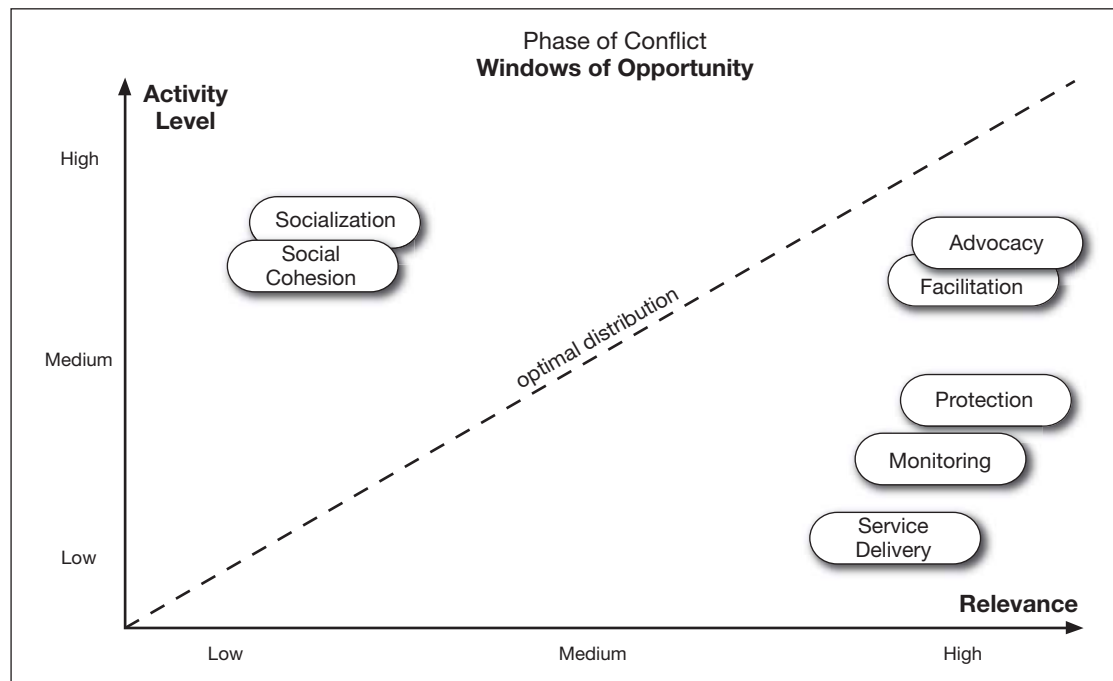 Phase of Conflict
Windows of Opportunity
Activity
Level
High
Socialization
Social
Cohesion
Advocacy
Facilitation
optimal distribution
Medium
Protection
Monitoring
Service
Delivery
Low
Relevance
Low
Medium
High